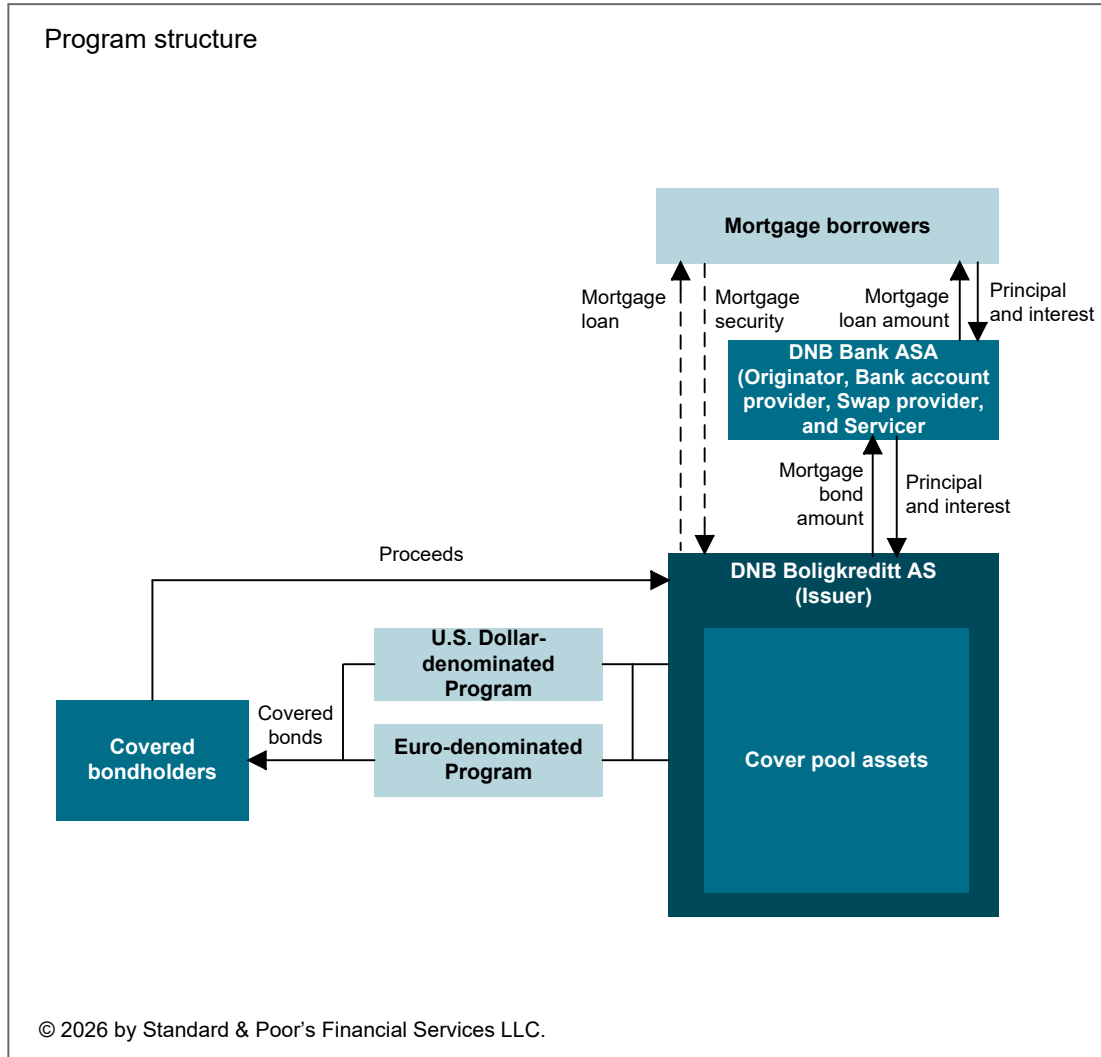 Program structure
Mortgage borrowers
Mortgage
loan
Mortgage
security
Mortgage
loan amount
Principal
and interest
DNB Bank ASA
(Originator, Bank account
provider, Swap provider,
and Servicer
Mortgage
bond
amount
Principal
and interest
Proceeds
DNB Boligkreditt AS
(Issuer)
U.S. Dollar-
denominated
Program
Covered
bonds
Covered
bondholders
Euro-denominated
Program
Cover pool assets
© 2026 by Standard & Poor’s Financial Services LLC.